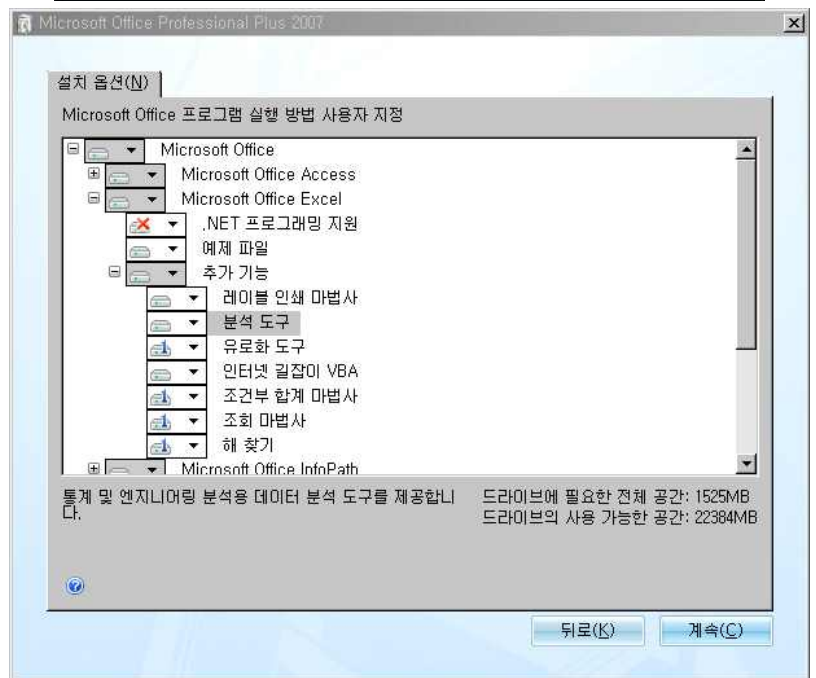 Microsoft Office Professional Plus 2007
설치 옵션(N)
Microsoft Office 프로그램 실행 방법 사용자 지정
Microsoft Office
Microsoft Office Access
Microsoft Office Excel
.NET 프로그래밍 지원
예제 파일
추가 기능
레이블 인쇄 마법사
분석 도구
유로화 도구
인터넷 길잡이 VBA
조건부 합계 마법사
조회 마법사
해 찾기
Microsoft Office InfoPath
통계 및 엔지니어링 분석용 데이터 분석 도구를 제공합니
다.
드라이브에 필요한 전체 공간: 1525MB
드라이브의 사용 가능한 공간: 22384MB
뒤로(K)
계속(C)